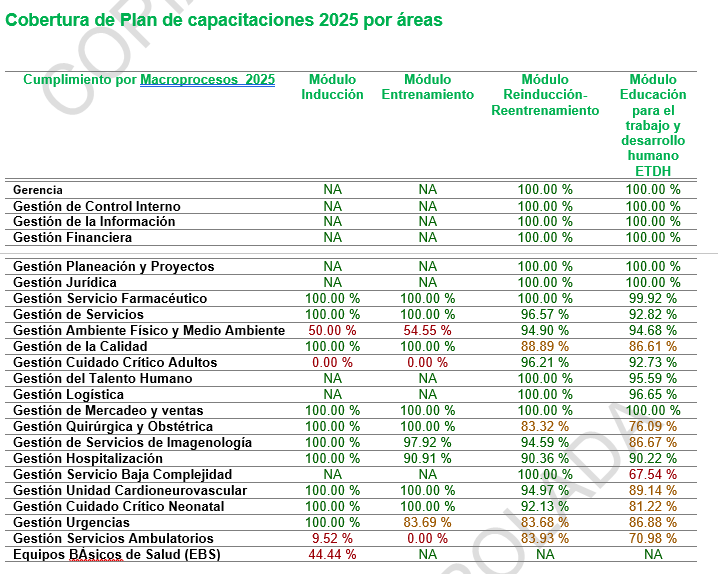 Cobertura de Plan de capacitaciones 2025 por áreas
Cumplimiento por Macroprocesos 2025 Módulo Inducción Módulo Entrenamiento Módulo Reinducción-Reentrenamiento Módulo Educación para el trabajo y desarrollo humano ETDH
Gerencia NA NA 100.00 % 100.00 %
Gestión de Control Interno NA NA 100.00 % 100.00 %
Gestión de la Información NA NA 100.00 % 100.00 %
Gestión Financiera NA NA 100.00 % 100.00 %
Gestión Planeación y Proyectos NA NA 100.00 % 100.00 %
Gestión Jurídica NA NA 100.00 % 100.00 %
Gestión Servicio Farmacéutico 100.00 % 100.00 % 100.00 % 99.92 %
Gestión de Servicios 100.00 % 100.00 % 96.57 % 92.82 %
Gestión Ambiente Físico y Medio Ambiente 50.00 % 54.55 % 94.90 % 94.68 %
Gestión de la Calidad 100.00 % 100.00 % 88.89 % 86.61 %
Gestión Cuidado Crítico Adultos 0.00 % 0.00 % 96.21 % 92.73 %
Gestión del Talento Humano NA NA 100.00 % 95.59 %
Gestión Logística NA NA 100.00 % 96.65 %
Gestión de Mercadeo y ventas 100.00 % 100.00 % 100.00 % 100.00 %
Gestión Quirúrgica y Obstétrica 100.00 % 100.00 % 83.32 % 76.09 %
Gestión de Servicios de Imagenología 100.00 % 97.92 % 94.59 % 86.67 %
Gestión Hospitalización 100.00 % 90.91 % 90.36 % 90.22 %
Gestión Servicio Baja Complejidad NA NA 100.00 % 67.54 %
Gestión Unidad Cardioneurovascular 100.00 % 100.00 % 94.97 % 89.14 %
Gestión Cuidado Crítico Neonatal 100.00 % 100.00 % 92.13 % 81.22 %
Gestión Urgencias 100.00 % 83.69 % 83.68 % 86.88 %
Gestión Servicios Ambulatorios 9.52 % 0.00 % 83.93 % 70.98 %
Equipos BÁsicos de Salud (EBS) 44.44 % NA NA NA